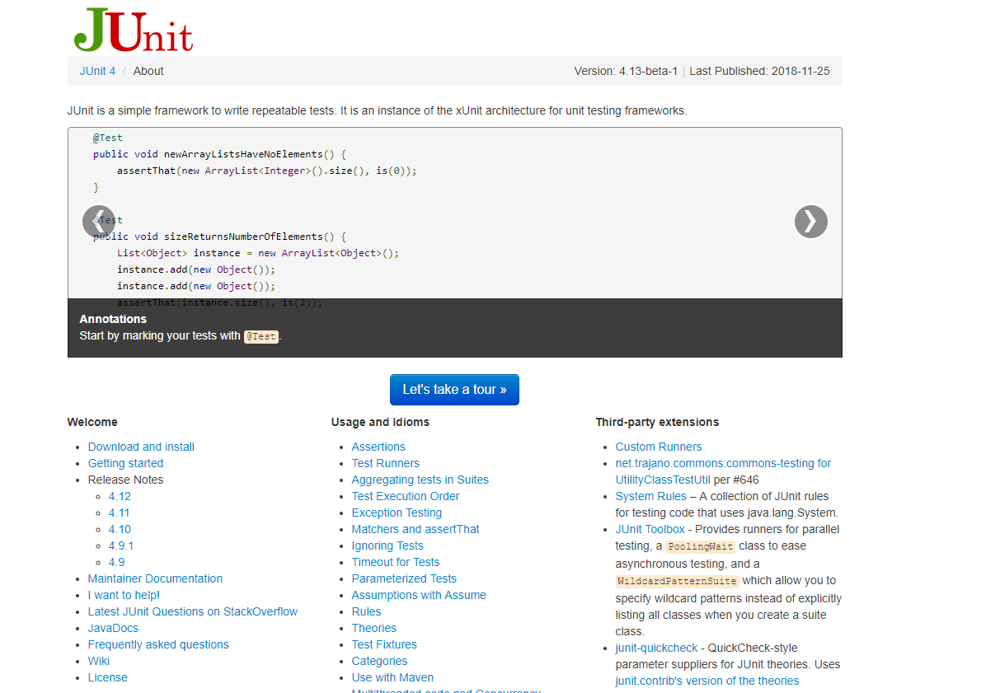 JUnit
JUnit 4 / About
Version: 4.13-beta-1 | Last Published: 2018-11-25
JUnit is a simple framework to write repeatable tests. It is an instance of the xUnit architecture for unit testing frameworks.
@Test
public void newArrayListsHaveNoElements() {
assertThat(new ArrayList<Integer>().size(), is(0));
}
@Test
public void sizeReturnsNumberOfElements() {
List<Object> instance = new ArrayList<Object>();
instance.add(new Object());
instance.add(new Object());
assertThat(instance.size(), is(2));
Annotations
Start by marking your tests with @Test.
Let's take a tour »
Welcome
Download and install
Getting started
Release Notes
4.12
4.11
4.10
4.9.1
4.9
Maintainer Documentation
I want to help!
Latest JUnit Questions on StackOverflow
JavaDocs
Frequently asked questions
Wiki
License
Usage and Idioms
Assertions
Test Runners
Aggregating tests in Suites
Test Execution Order
Exception Testing
Matchers and assertThat
Ignoring Tests
Timeout for Tests
Parameterized Tests
Assumptions with Assume
Rules
Theories
Test Fixtures
Categories
Use with Maven
Multithreaded code and Concurrency
Third-party extensions
Custom Runners
net.trajano.commons:commons-testing for
UtilityClassTestUtil per #646
System Rules – A collection of JUnit rules
for testing code that uses java.lang.System.
JUnit Toolbox - Provides runners for parallel
testing, a PoolingWait class to ease
asynchronous testing, and a
WildcardPatternSuite which allow you to
specify wildcard patterns instead of explicitly
listing all classes when you create a suite
class.
junit-quickcheck - QuickCheck-style
parameter suppliers for JUnit theories. Uses
junit.contrib's version of the theories